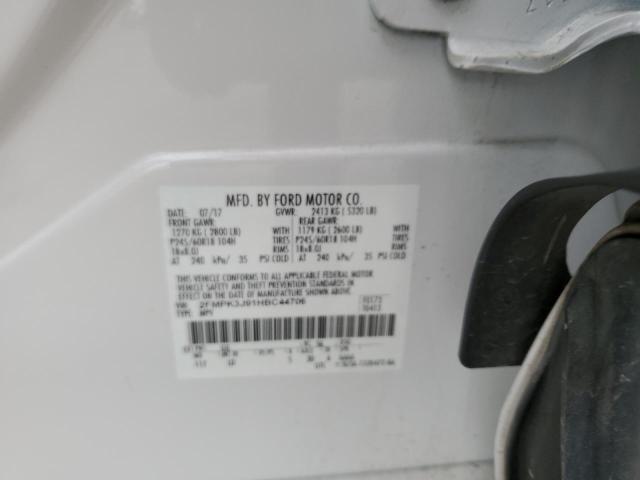 MFD. BY FORD MOTOR CO.
DATE: 07/17 GVWR: 2413 KG ( 5320 LB)
FRONT GAWR: REAR GAWR:
1270 KG ( 2800 LB) WITH 1179 KG ( 2600 LB) WITH
P245/60R18 104H TIRES P245/60R18 104H TIRES
18x8.0J RIMS 18x8.0J RIMS
AT 240 kPa/ 35 PSI COLD AT 240 kPa/ 35 PSI COLD
THIS VEHICLE CONFORMS TO ALL APPLICABLE FEDERAL MOTOR
VEHICLE SAFETY AND THEFT PREVENTION STANDARDS IN
EFFECT ON THE DATE OF MANUFACTURE SHOWN ABOVE.
VIN: 2FMPK3J91HBC44706
TYPE: MPV